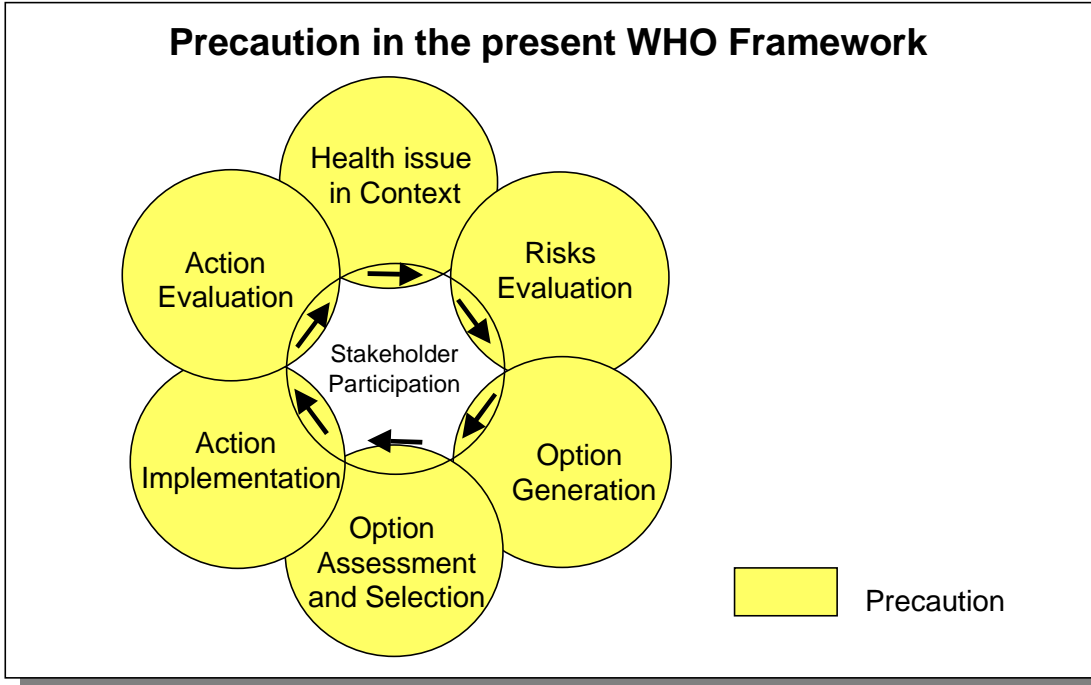 Precaution in the present WHO Framework
Health issue
in Context
Risks
Evaluation
Option
Generation
Option
Assessment
and Selection
Action
Implementation
Action
Evaluation
Stakeholder
Participation
Precaution